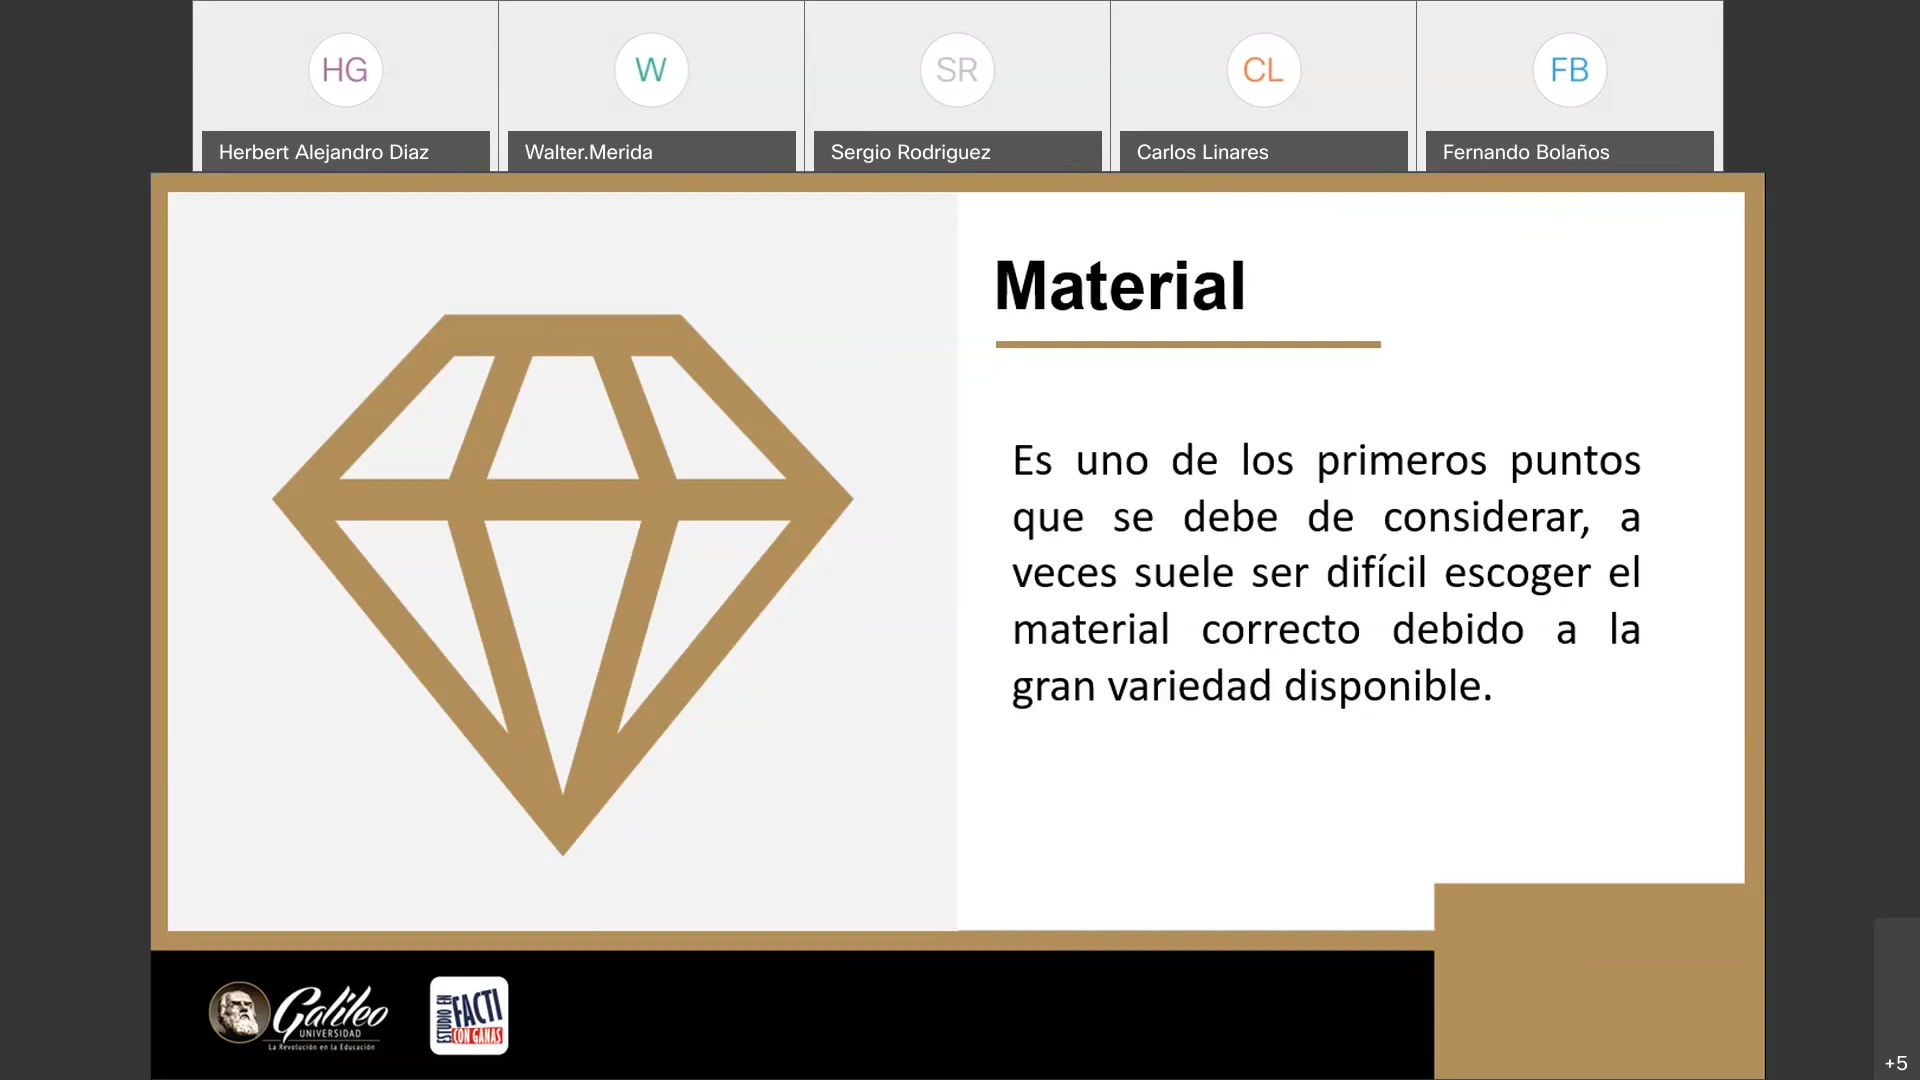 HG
W
SR
CL
FB
Herbert Alejandro Diaz
Walter.Merida
Sergio Rodriguez
Carlos Linares
Fernando Bolaños
Material
Es uno de los primeros puntos
que se debe de considerar, a
veces suele ser difícil escoger el
material correcto debido a la
gran variedad disponible.
Galileo
UNIVERSIDAD
La Revolución en la Educación
ESTUDIO EN
FACTI
CON GANAS
+5